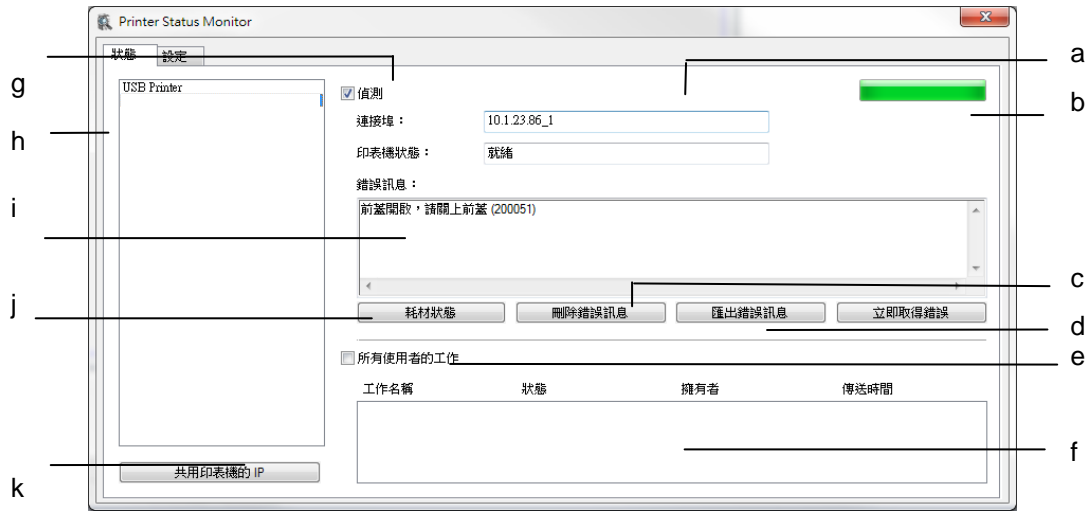 Printer Status Monitor
狀態 設定
a
g
USB Printer
偵測
b
連接埠： 10.1.23.86_1
h
印表機狀態： 就緒
錯誤訊息：
i
前蓋開啟，請關上前蓋 (200051)
c
j
耗材狀態 刪除錯誤訊息 匯出錯誤訊息 立即取得錯誤
d
所有使用者的工作
e
工作名稱 狀態 擁有者 傳送時間
f
共用印表機的 IP
k